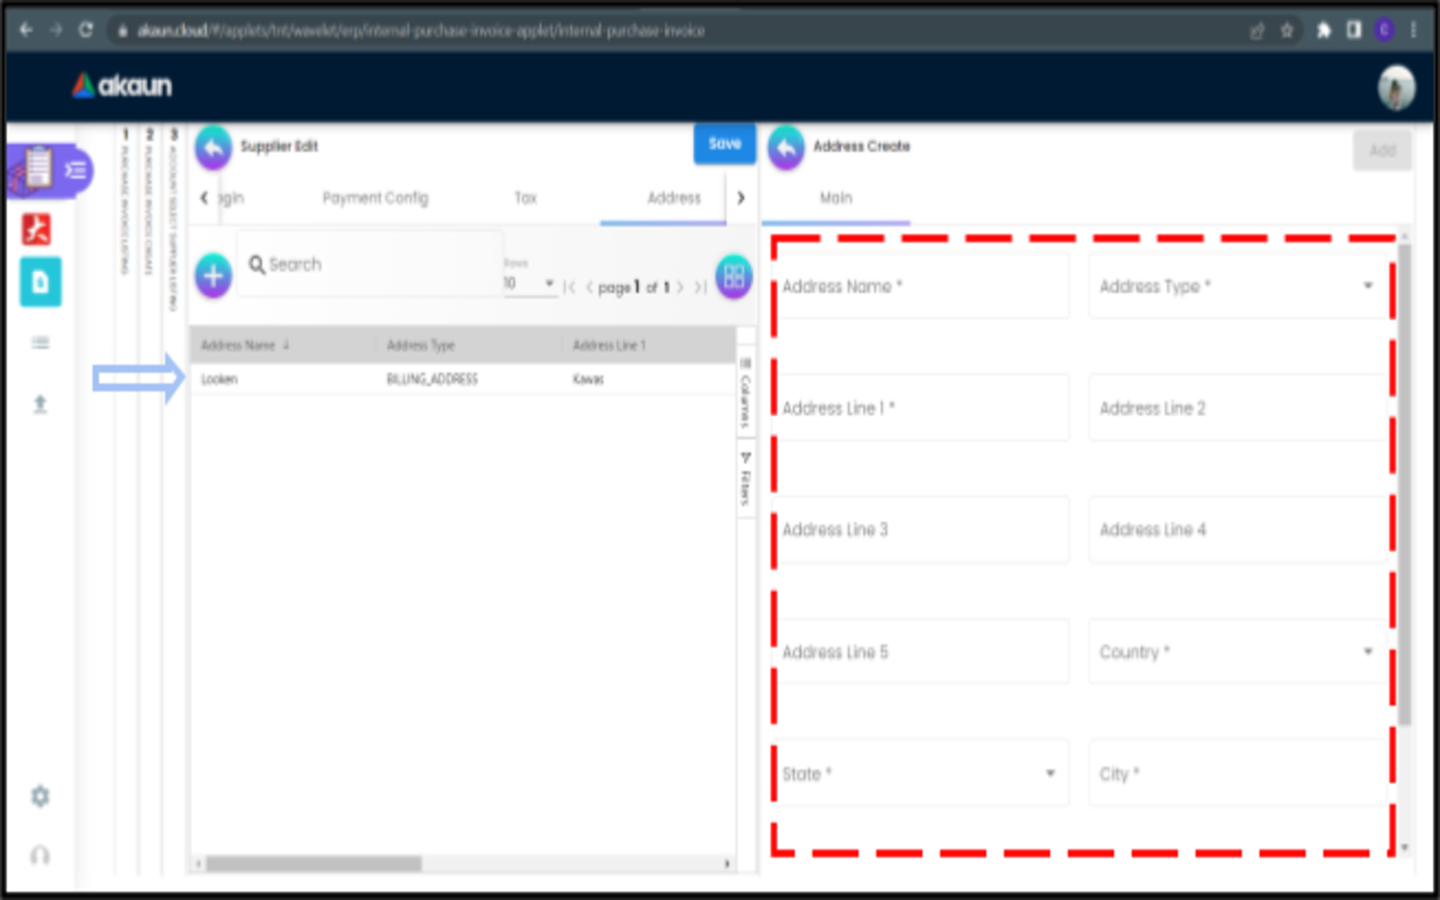 akaun.cloud/#/applets/tnt/wavelet/erp/internal-purchase-invoice-applet/internal-purchase-invoice
C
akaun
1 PURCHASE INVOICE LISTING
2 PURCHASE INVOICE CREATE
3 ACCOUNT SELECT SUPPLIER LISTING
Supplier Edit
Save
ogin
Payment Config
Tax
Address
Search
Rows
10
page 1 of 1
Address Name
Address Type
Address Line 1
Looken
BILLING_ADDRESS
Kawas
Columns
Filters
Address Create
Add
Main
Address Name *
Address Type *
Address Line 1 *
Address Line 2
Address Line 3
Address Line 4
Address Line 5
Country *
State *
City *